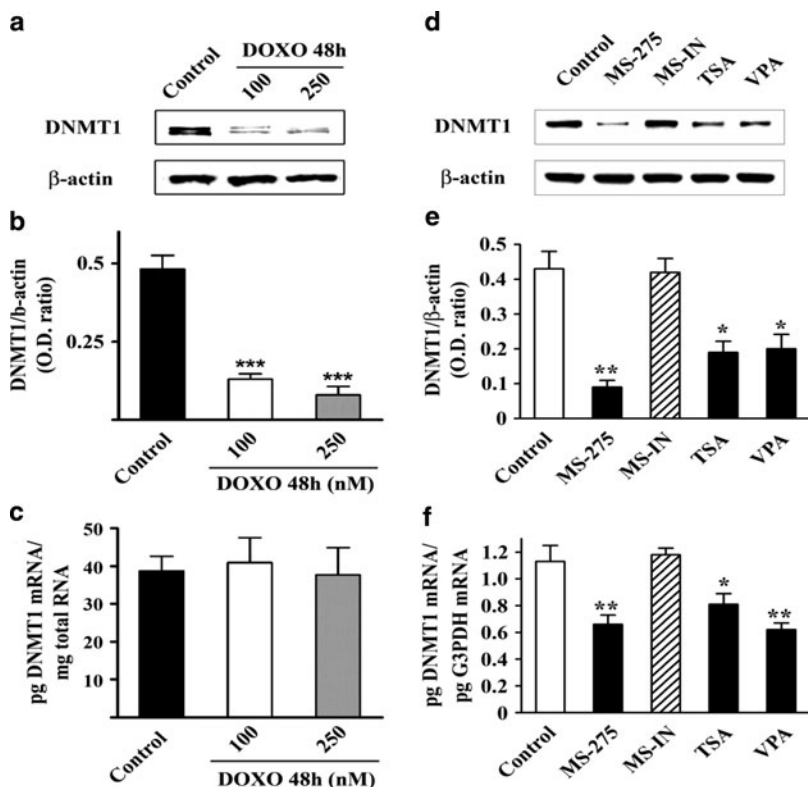 a
Control
DOXO 48h
100
250
DNMT1
β-actin
b
DNMT1/b-actin
(O.D. ratio)
0.5
0.25
***
***
Control
100
250
DOXO 48h (nM)
c
pg DNMT1 mRNA/
mg total RNA
50
40
30
20
10
Control
100
250
DOXO 48h (nM)
d
Control
MS-275
MS-IN
TSA
VPA
DNMT1
β-actin
e
DNMT1/β-actin
(O.D. ratio)
0.5
0.4
0.3
0.2
0.1
0
**
*
*
Control
MS-275
MS-IN
TSA
VPA
f
pg DNMT1 mRNA/
pg G3PDH mRNA
1.2
1.0
0.8
0.6
0.4
0.2
0
**
*
**
Control
MS-275
MS-IN
TSA
VPA